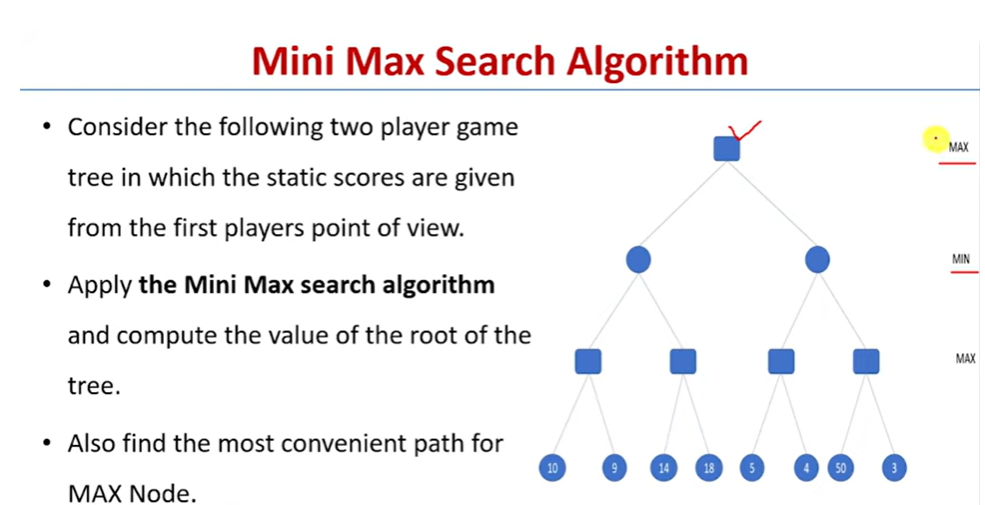 Mini Max Search Algorithm
• Consider the following two player game
tree in which the static scores are given
from the first players point of view.
• Apply the Mini Max search algorithm
and compute the value of the root of the
tree.
• Also find the most convenient path for
MAX Node.
MAX
MIN
MAX
10 9 14 18 5 4 50 3